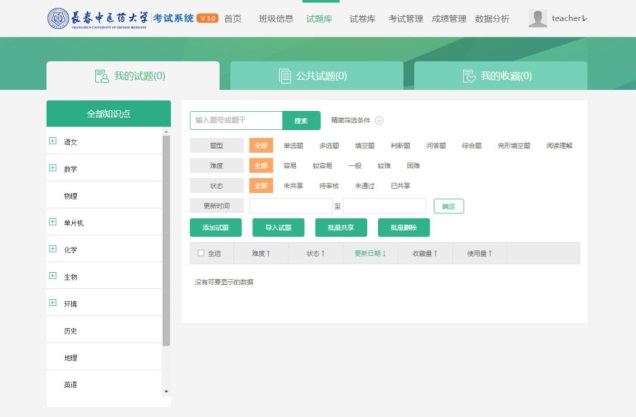 长春中医药大学 考试系统 V 3.0 首页 班级信息 试题库 试卷库 考试管理 成绩管理 数据分析 teacher1
我的试题(0) 公共试题(0) 我的收藏(0)
全部知识点
语文
数学
物理
单片机
化学
生物
环境
历史
地理
英语
输入题号或题干 搜索 精简筛选条件
题型 全部 单选题 多选题 填空题 判断题 问答题 综合题 完形填空题 阅读理解
难度 全部 容易 较容易 一般 较难 困难
状态 全部 未共享 待审核 未通过 已共享
更新时间 至 确定
添加试题 导入试题 批量共享 批量删除
全选 难度↑ 状态↑ 更新日期↓ 收藏量↑ 使用量↑
没有可要显示的数据